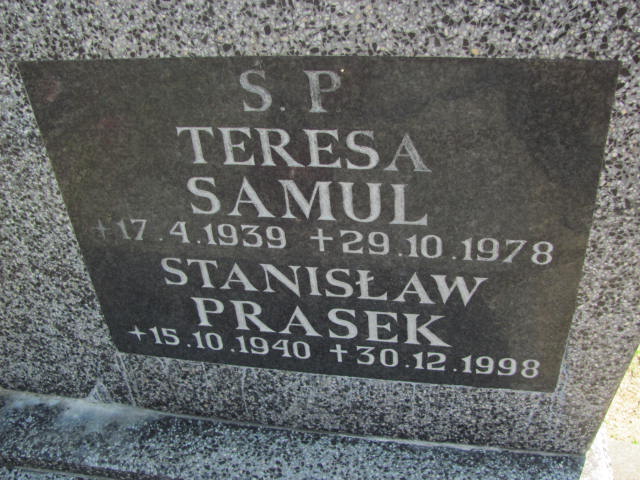 S. P
TERESA
SAMUL
+17.4.1939 +29.10.1978
STANISŁAW
PRASEK
+15.10.1940 +30.12.1998